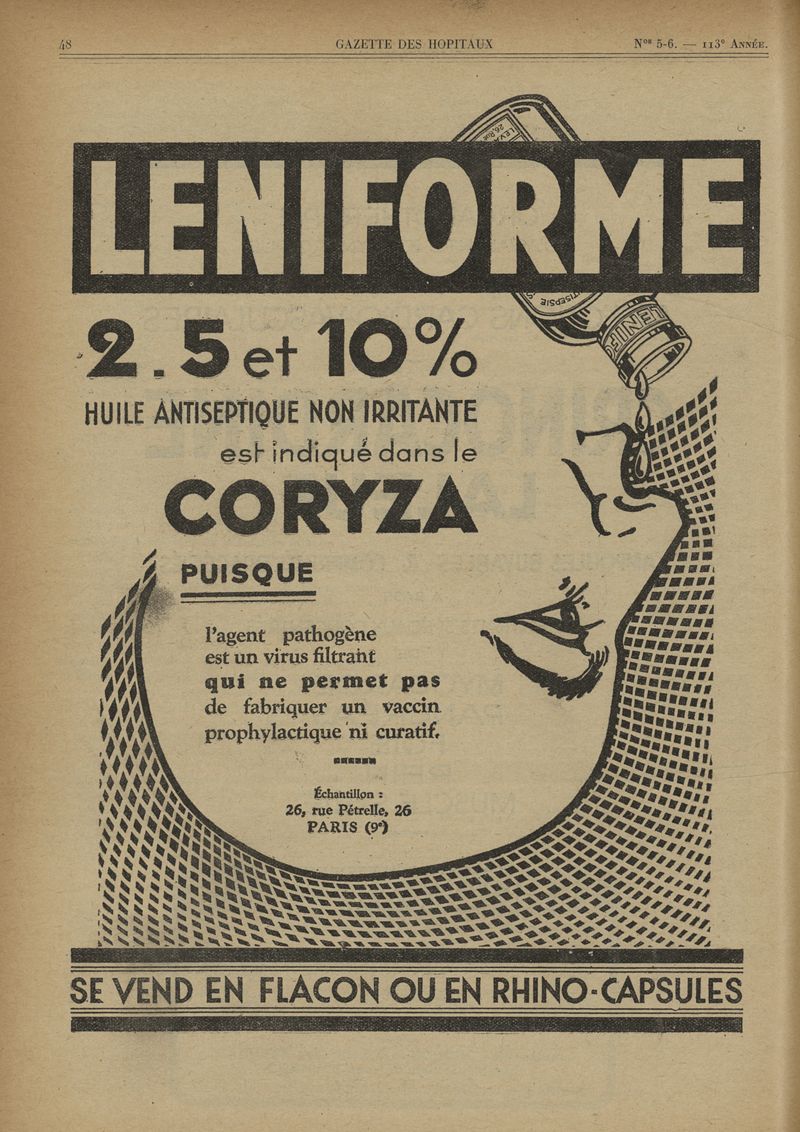 48
GAZETTE DES HOPITAUX
Nos 5-6. — 113e ANNÉE.
LENIFORME
2.5 et 10%
HUILE ANTISEPTIQUE NON IRRITANTE
est indiqué dans le
CORYZA
PUISQUE
l'agent pathogène
est un virus filtrant
qui ne permet pas
de fabriquer un vaccin
prophylactique ni curatif.
Échantillon :
26, rue Pétrelle, 26
PARIS (9e)
SE VEND EN FLACON OU EN RHINO-CAPSULES